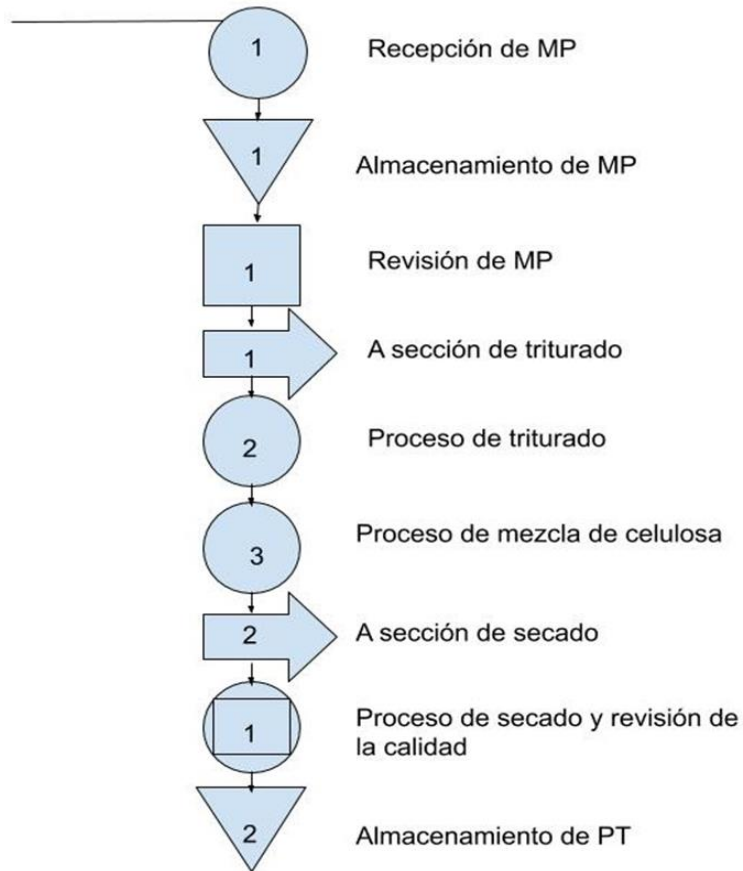 1 Recepción de MP
1 Almacenamiento de MP
1 Revisión de MP
1 A sección de triturado
2 Proceso de triturado
3 Proceso de mezcla de celulosa
2 A sección de secado
1 Proceso de secado y revisión de
la calidad
2 Almacenamiento de PT